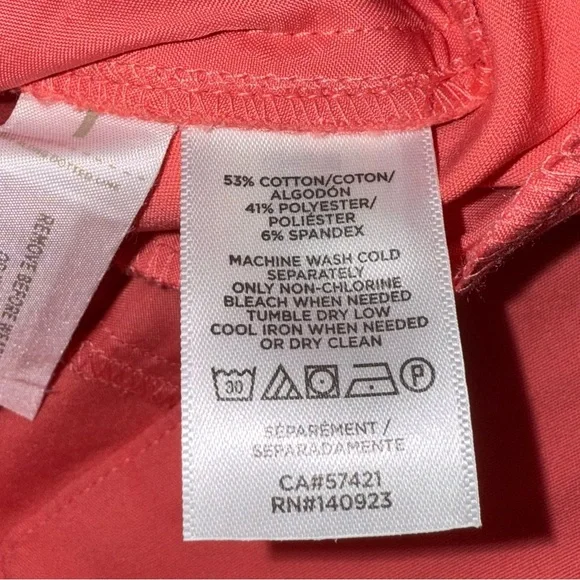 DOTTED LINE
REMOVE BEFORE
53% COTTON/COTON/
ALGODÓN
41% POLYESTER/
POLIÉSTER
6% SPANDEX
MACHINE WASH COLD
SEPARATELY
ONLY NON-CHLORINE
BLEACH WHEN NEEDED
TUMBLE DRY LOW
COOL IRON WHEN NEEDED
OR DRY CLEAN
30 P
SÉPARÉMENT /
SEPARADAMENTE
CA#57421
RN#140923